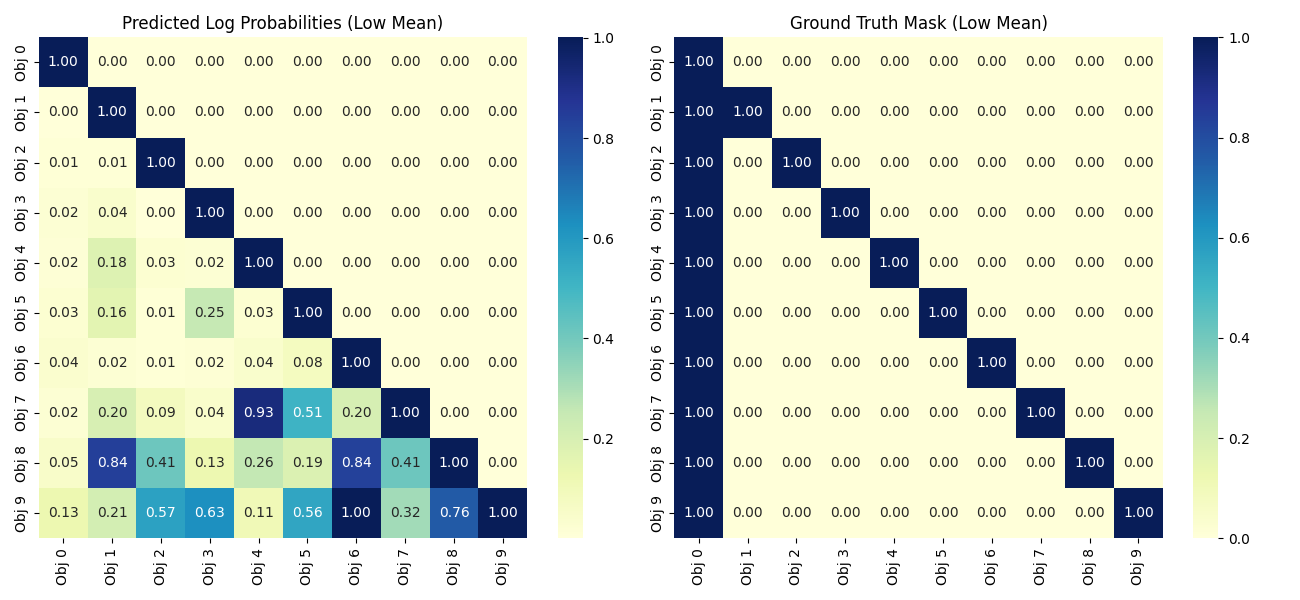 Predicted Log Probabilities (Low Mean)
Obj 0 1.00 0.00 0.00 0.00 0.00 0.00 0.00 0.00 0.00 0.00
Obj 1 0.00 1.00 0.00 0.00 0.00 0.00 0.00 0.00 0.00 0.00
Obj 2 0.01 0.01 1.00 0.00 0.00 0.00 0.00 0.00 0.00 0.00
Obj 3 0.02 0.04 0.00 1.00 0.00 0.00 0.00 0.00 0.00 0.00
Obj 4 0.02 0.18 0.03 0.02 1.00 0.00 0.00 0.00 0.00 0.00
Obj 5 0.03 0.16 0.01 0.25 0.03 1.00 0.00 0.00 0.00 0.00
Obj 6 0.04 0.02 0.01 0.02 0.04 0.08 1.00 0.00 0.00 0.00
Obj 7 0.02 0.20 0.09 0.04 0.93 0.51 0.20 1.00 0.00 0.00
Obj 8 0.05 0.84 0.41 0.13 0.26 0.19 0.84 0.41 1.00 0.00
Obj 9 0.13 0.21 0.57 0.63 0.11 0.56 1.00 0.32 0.76 1.00
Obj 0 Obj 1 Obj 2 Obj 3 Obj 4 Obj 5 Obj 6 Obj 7 Obj 8 Obj 9
1.0
0.8
0.6
0.4
0.2
Ground Truth Mask (Low Mean)
Obj 0 1.00 0.00 0.00 0.00 0.00 0.00 0.00 0.00 0.00 0.00
Obj 1 1.00 1.00 0.00 0.00 0.00 0.00 0.00 0.00 0.00 0.00
Obj 2 1.00 0.00 1.00 0.00 0.00 0.00 0.00 0.00 0.00 0.00
Obj 3 1.00 0.00 0.00 1.00 0.00 0.00 0.00 0.00 0.00 0.00
Obj 4 1.00 0.00 0.00 0.00 1.00 0.00 0.00 0.00 0.00 0.00
Obj 5 1.00 0.00 0.00 0.00 0.00 1.00 0.00 0.00 0.00 0.00
Obj 6 1.00 0.00 0.00 0.00 0.00 0.00 1.00 0.00 0.00 0.00
Obj 7 1.00 0.00 0.00 0.00 0.00 0.00 0.00 1.00 0.00 0.00
Obj 8 1.00 0.00 0.00 0.00 0.00 0.00 0.00 0.00 1.00 0.00
Obj 9 1.00 0.00 0.00 0.00 0.00 0.00 0.00 0.00 0.00 1.00
Obj 0 Obj 1 Obj 2 Obj 3 Obj 4 Obj 5 Obj 6 Obj 7 Obj 8 Obj 9
1.0
0.8
0.6
0.4
0.2
0.0